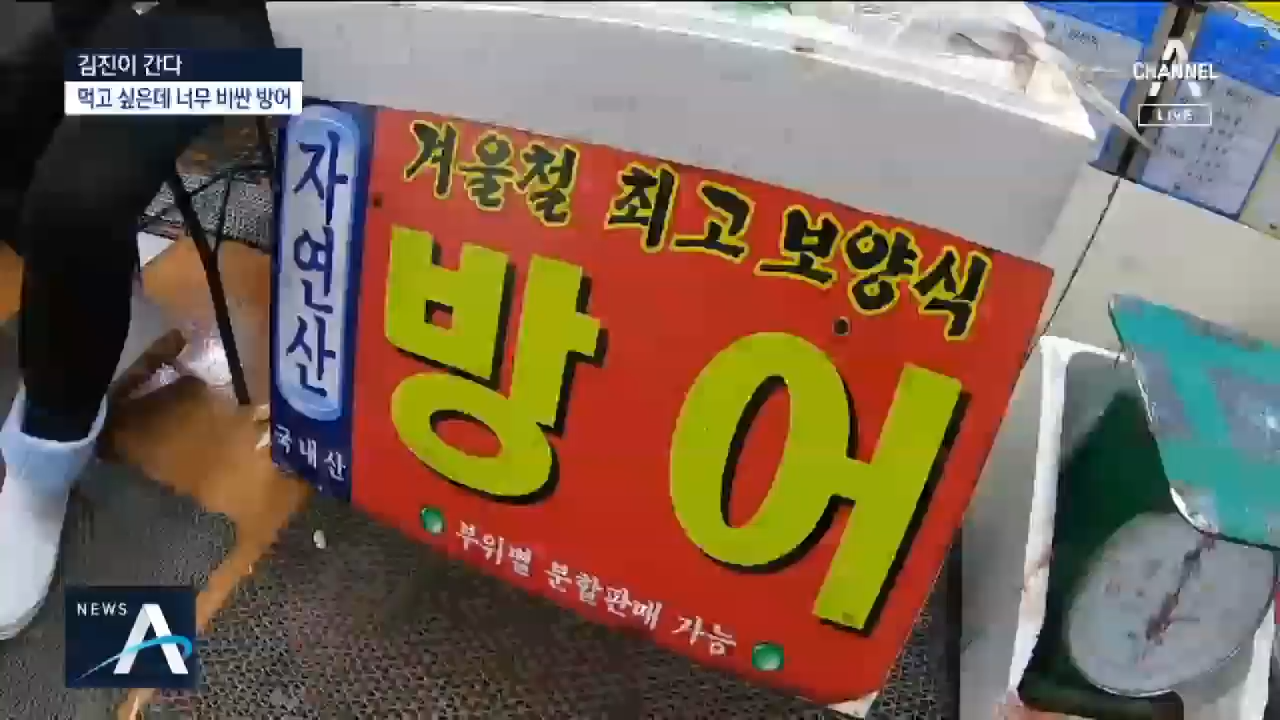 김진이 간다
먹고 싶은데 너무 비싼 방어
CHANNEL A
LIVE
자연산
국내산
겨울철 최고 보양식
방어
부위별 분할판매 가능
NEWS A